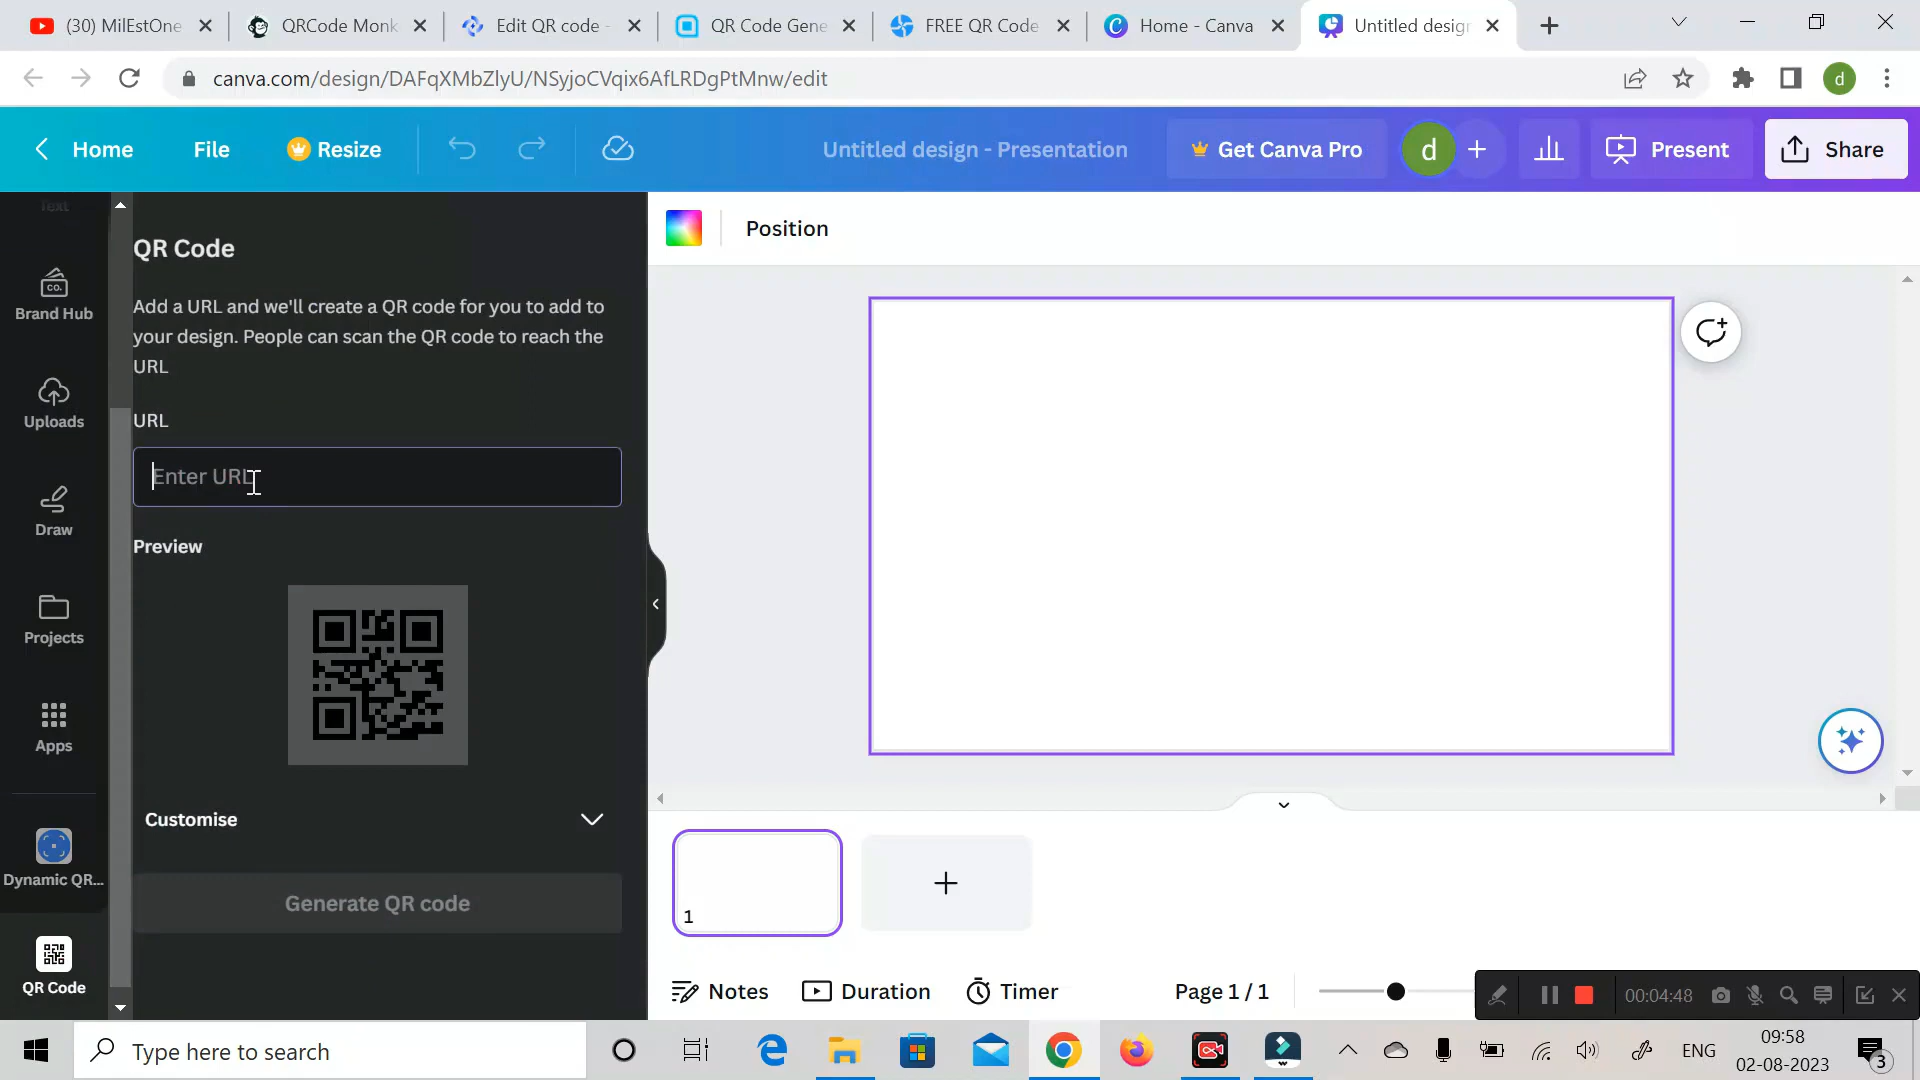 (30) MilEstOne
QRCode Monk
Edit QR code -
QR Code Gene
FREE QR Code
Home - Canva
Untitled design
canva.com/design/DAFqXMbZlyU/NSyjoCVqix6AfLRDgPtMnw/edit
d
Home
File
Resize
Untitled design - Presentation
Get Canva Pro
d
Present
Share
Text
Brand Hub
CO.
Uploads
Draw
Projects
Apps
Dynamic QR...
QR Code
QR Code
Add a URL and we'll create a QR code for you to add to
your design. People can scan the QR code to reach the
URL
URL
Enter URL
Preview
Customise
Generate QR code
Position
1
Notes
Duration
Timer
Page 1 / 1
00:04:48
Type here to search
ENG
09:58
02-08-2023
3